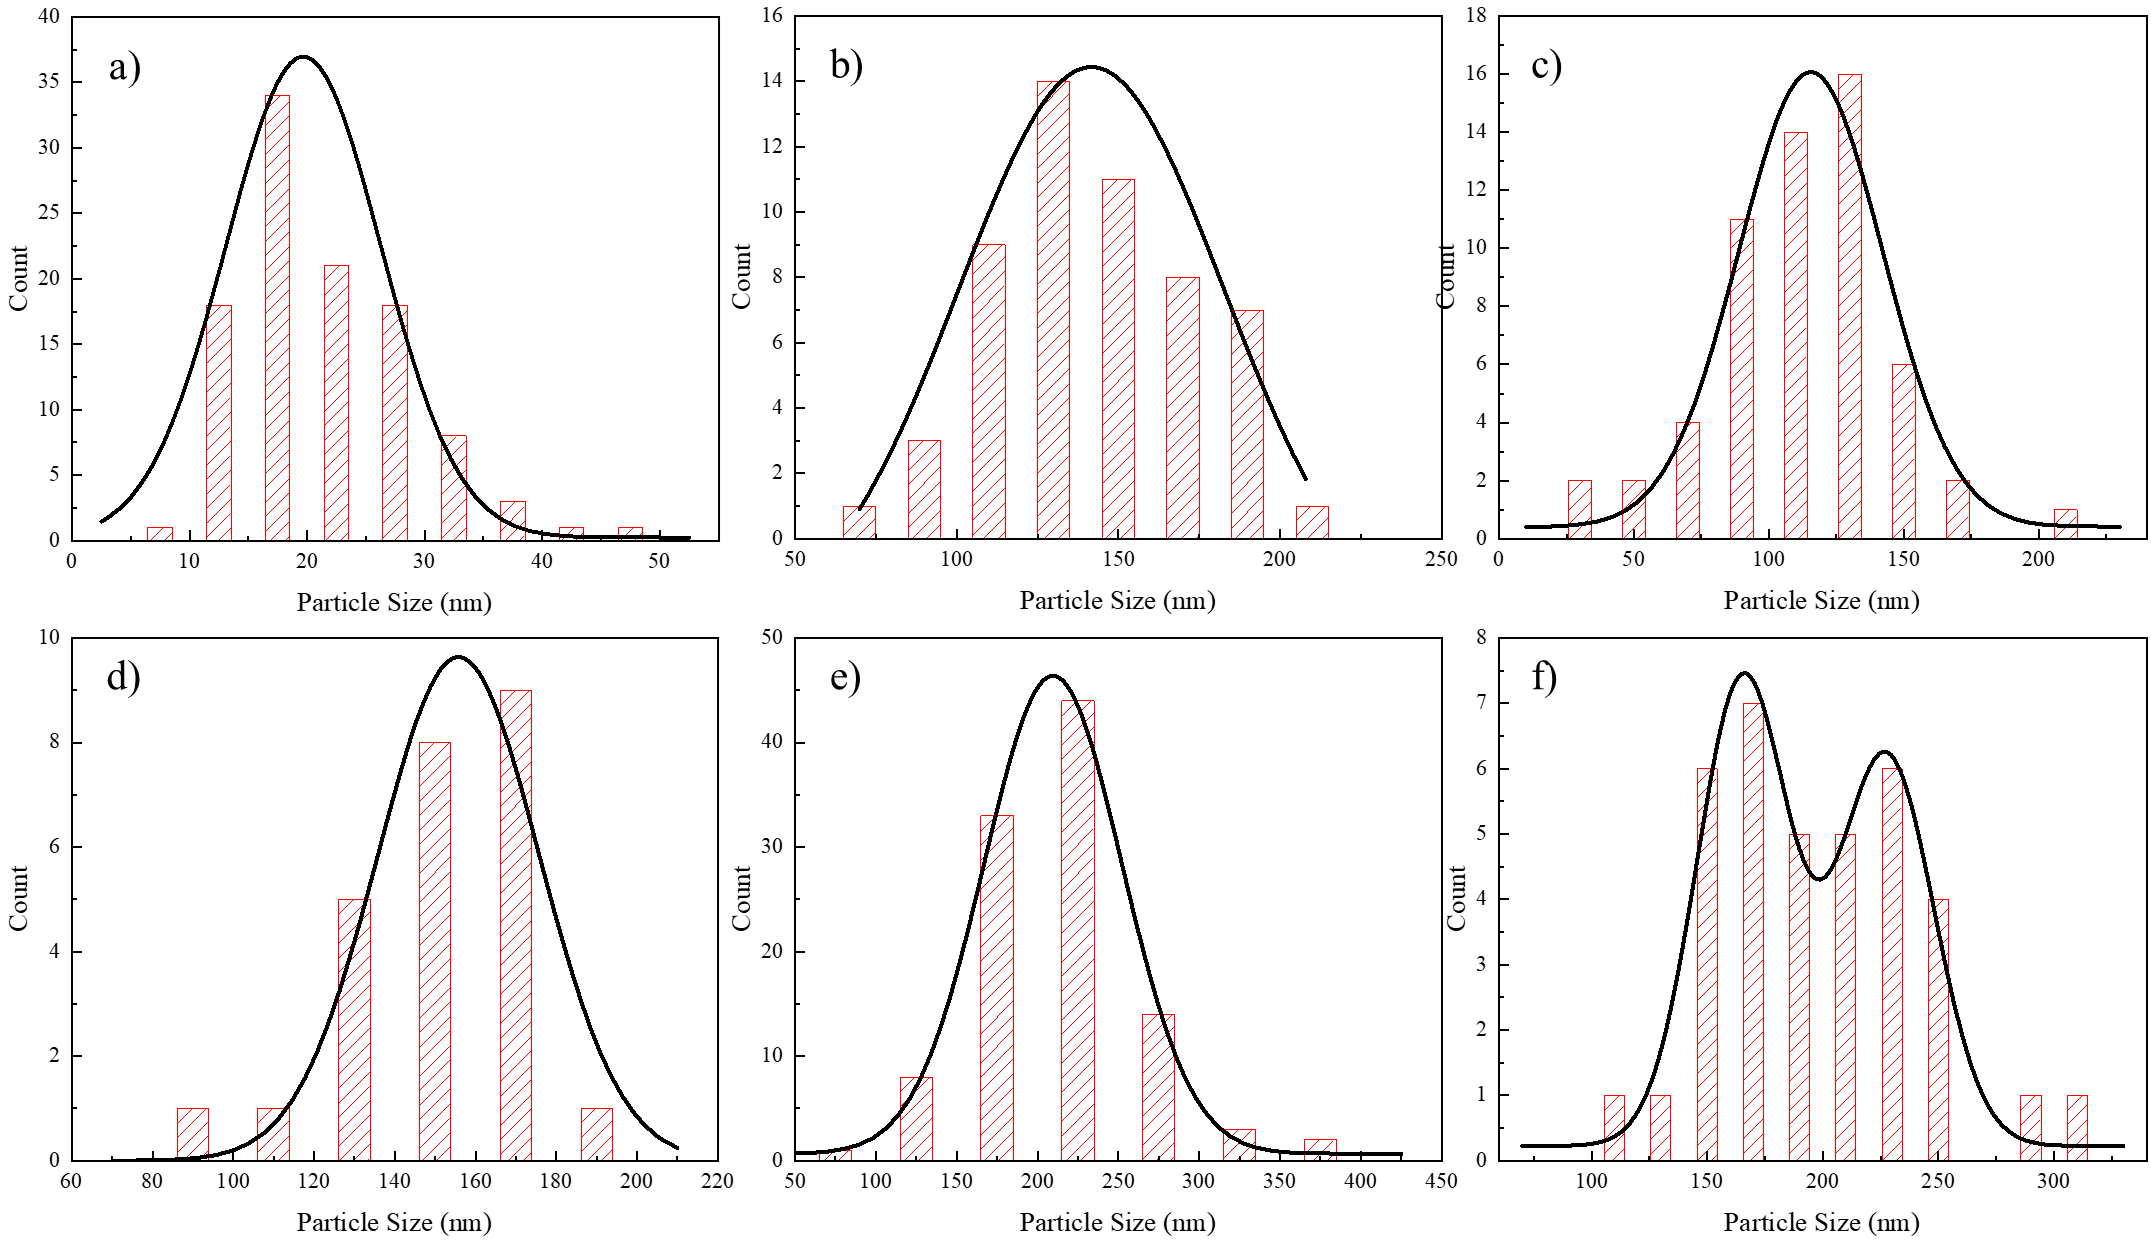 a)
40
35
30
25
20
15
10
5
0
Count
0 10 20 30 40 50
Particle Size (nm)
b)
16
14
12
10
8
6
4
2
0
Count
50 100 150 200 250
Particle Size (nm)
c)
18
16
14
12
10
8
6
4
2
0
Count
0 50 100 150 200
Particle Size (nm)
d)
10
8
6
4
2
0
Count
60 80 100 120 140 160 180 200 220
Particle Size (nm)
e)
50
40
30
20
10
0
Count
50 100 150 200 250 300 350 400 450
Particle Size (nm)
f)
8
7
6
5
4
3
2
1
0
Count
100 150 200 250 300
Particle Size (nm)